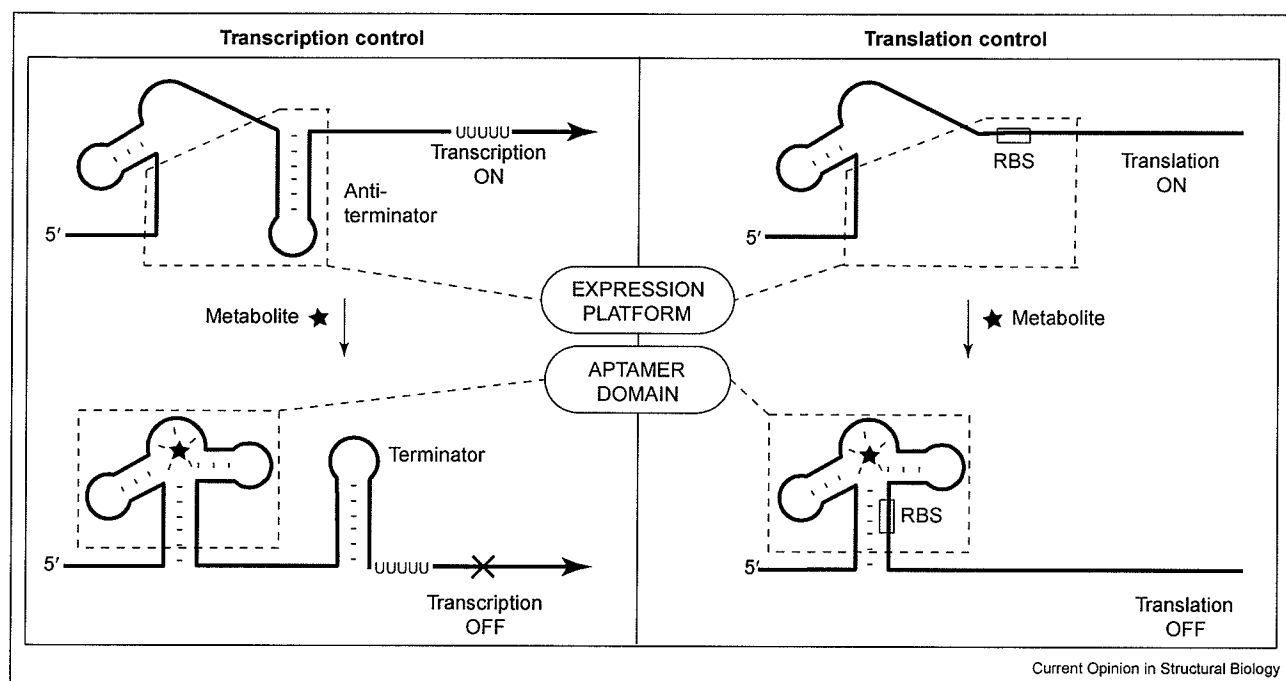 Transcription control
Translation control
UUUUU
Transcription
ON
Anti-
terminator
5′
RBS
Translation
ON
5′
EXPRESSION
PLATFORM
Metabolite
Metabolite
APTAMER
DOMAIN
Terminator
5′
UUUUU
Transcription
OFF
RBS
5′
Translation
OFF
Current Opinion in Structural Biology